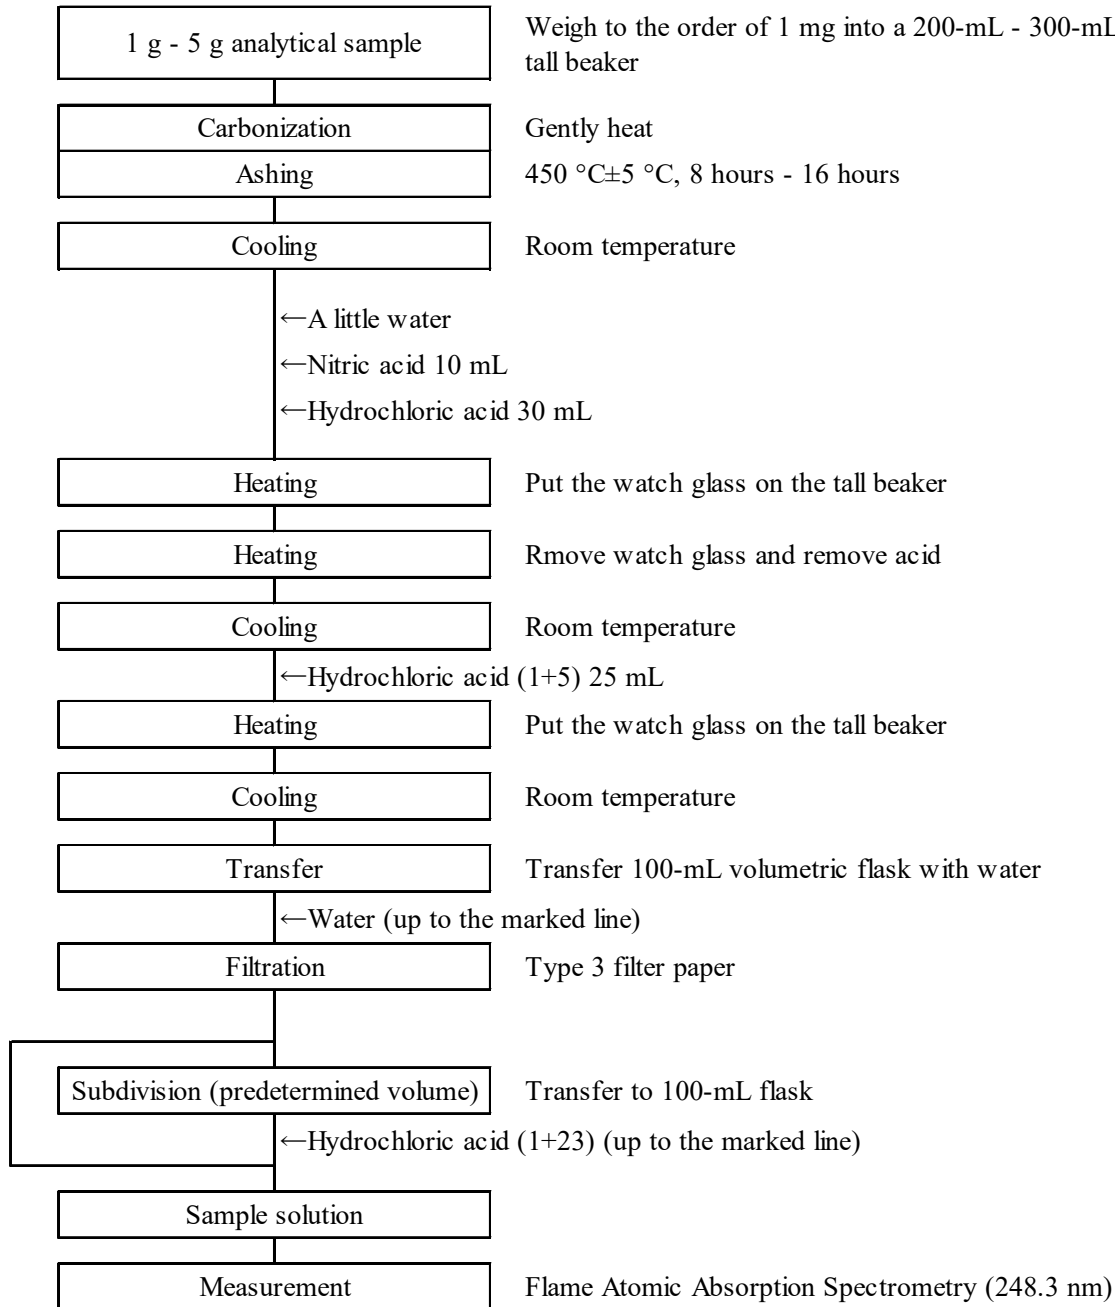 1 g - 5 g analytical sample
Weigh to the order of 1 mg into a 200-mL - 300-mL
tall beaker
Carbonization
Gently heat
Ashing
450 °C±5 °C, 8 hours - 16 hours
Cooling
Room temperature
←A little water
←Nitric acid 10 mL
←Hydrochloric acid 30 mL
Heating
Put the watch glass on the tall beaker
Heating
Rmove watch glass and remove acid
Cooling
Room temperature
←Hydrochloric acid (1+5) 25 mL
Heating
Put the watch glass on the tall beaker
Cooling
Room temperature
Transfer
Transfer 100-mL volumetric flask with water
←Water (up to the marked line)
Filtration
Type 3 filter paper
Subdivision (predetermined volume)
Transfer to 100-mL flask
←Hydrochloric acid (1+23) (up to the marked line)
Sample solution
Measurement
Flame Atomic Absorption Spectrometry (248.3 nm)